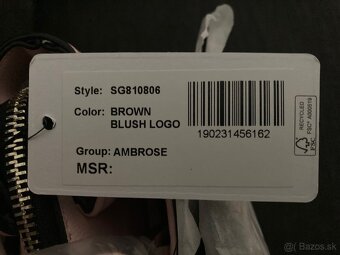 Style: SG810806
Color: BROWN
BLUSH LOGO
190231456162
Group: AMBROSE
MSR:
RECYCLED
FSC
Bazos.sk